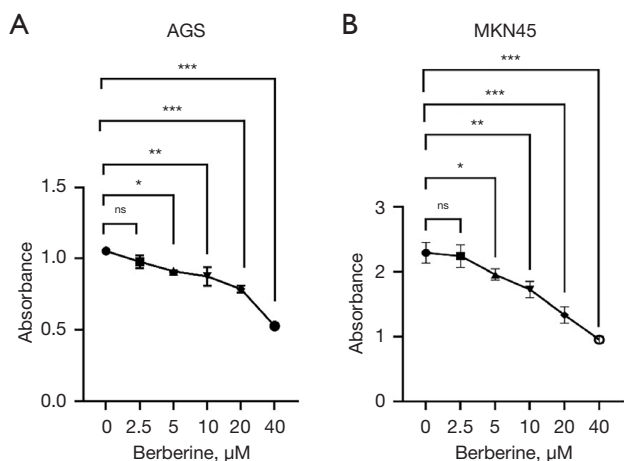 A
AGS
***
***
**
*
ns
1.5
1.0
0.5
0.0
Absorbance
0 2.5 5 10 20 40
Berberine, μM
B
MKN45
***
***
**
*
ns
3
2
1
0
Absorbance
0 2.5 5 10 20 40
Berberine, μM